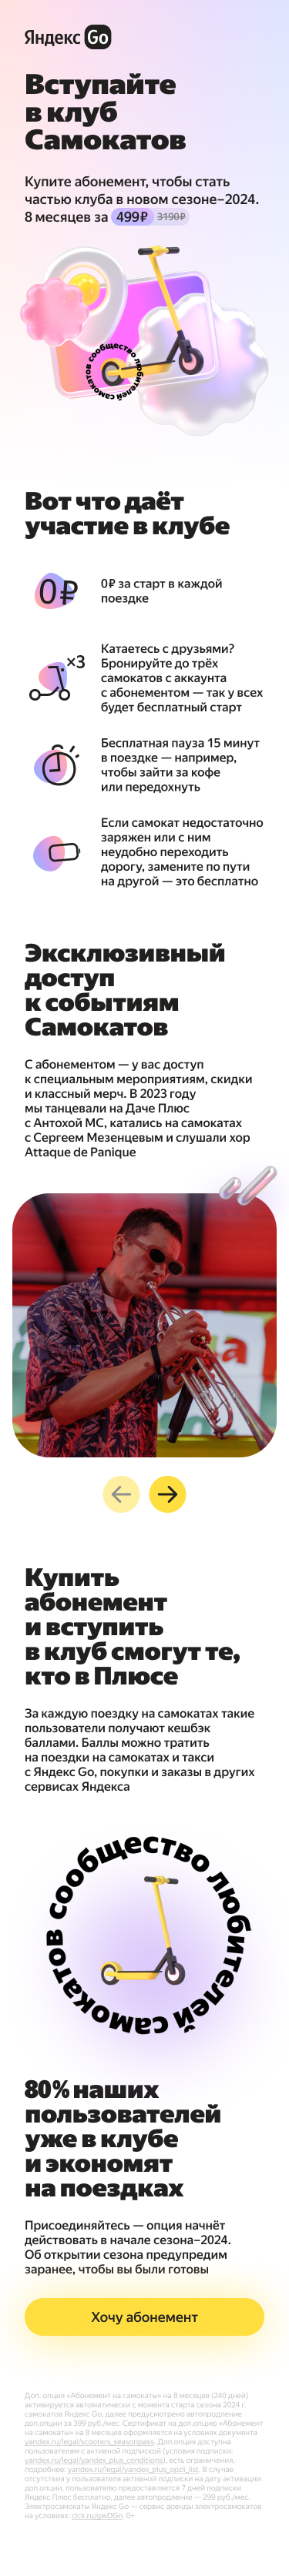 Яндекс Go
Вступайте
в клуб
Самокатов
Купите абонемент, чтобы стать
частью клуба в новом сезоне–2024.
8 месяцев за 499₽ 3190₽
сообщество любителей самокатов
Вот что даёт
участие в клубе
0₽
0₽ за старт в каждой
поездке
×3
Катаетесь с друзьями?
Бронируйте до трёх
самокатов с аккаунта
с абонементом — так у всех
будет бесплатный старт
Бесплатная пауза 15 минут
в поездке — например,
чтобы зайти за кофе
или передохнуть
Если самокат недостаточно
заряжен или с ним
неудобно переходить
дорогу, замените по пути
на другой — это бесплатно
Эксклюзивный
доступ
к событиям
Самокатов
С абонементом — у вас доступ
к специальным мероприятиям, скидки
и классный мерч. В 2023 году
мы танцевали на Даче Плюс
с Антохой МС, катались на самокатах
с Сергеем Мезенцевым и слушали хор
Attaque de Panique
Купить
абонемент
и вступить
в клуб смогут те,
кто в Плюсе
За каждую поездку на самокатах такие
пользователи получают кешбэк
баллами. Баллы можно тратить
на поездки на самокатах и такси
с Яндекс Go, покупки и заказы в других
сервисах Яндекса
сообщество любителей самокатов
80% наших
пользователей
уже в клубе
и экономят
на поездках
Присоединяйтесь — опция начнёт
действовать в начале сезона–2024.
Об открытии сезона предупредим
заранее, чтобы вы были готовы
Хочу абонемент
Доп. опция «Абонемент на самокаты» на 8 месяцев (240 дней)
активируется автоматически с момента старта сезона 2024 г.
самокатов Яндекс Go, далее предусмотрено автопродление
доп.опции за 399 руб./мес. Сертификат на доп.опцию «Абонемент
на самокаты» на 8 месяцев оформляется на условиях документа
yandex.ru/legal/scooters_seasonpass. Доп.опция доступна
пользователям с активной подпиской (условия подписки:
yandex.ru/legal/yandex_plus_conditions), есть ограничения,
подробнее: yandex.ru/legal/yandex_plus_opzii_list. В случае
отсутствия у пользователя активной подписки на дату активации
доп.опции, пользователю предоставляется 7 дней подписки
Яндекс Плюс бесплатно, далее автопродление — 299 руб./мес.
Электросамокаты Яндекс Go — сервис аренды электросамокатов
на условиях: clck.ru/gwDGn. 0+